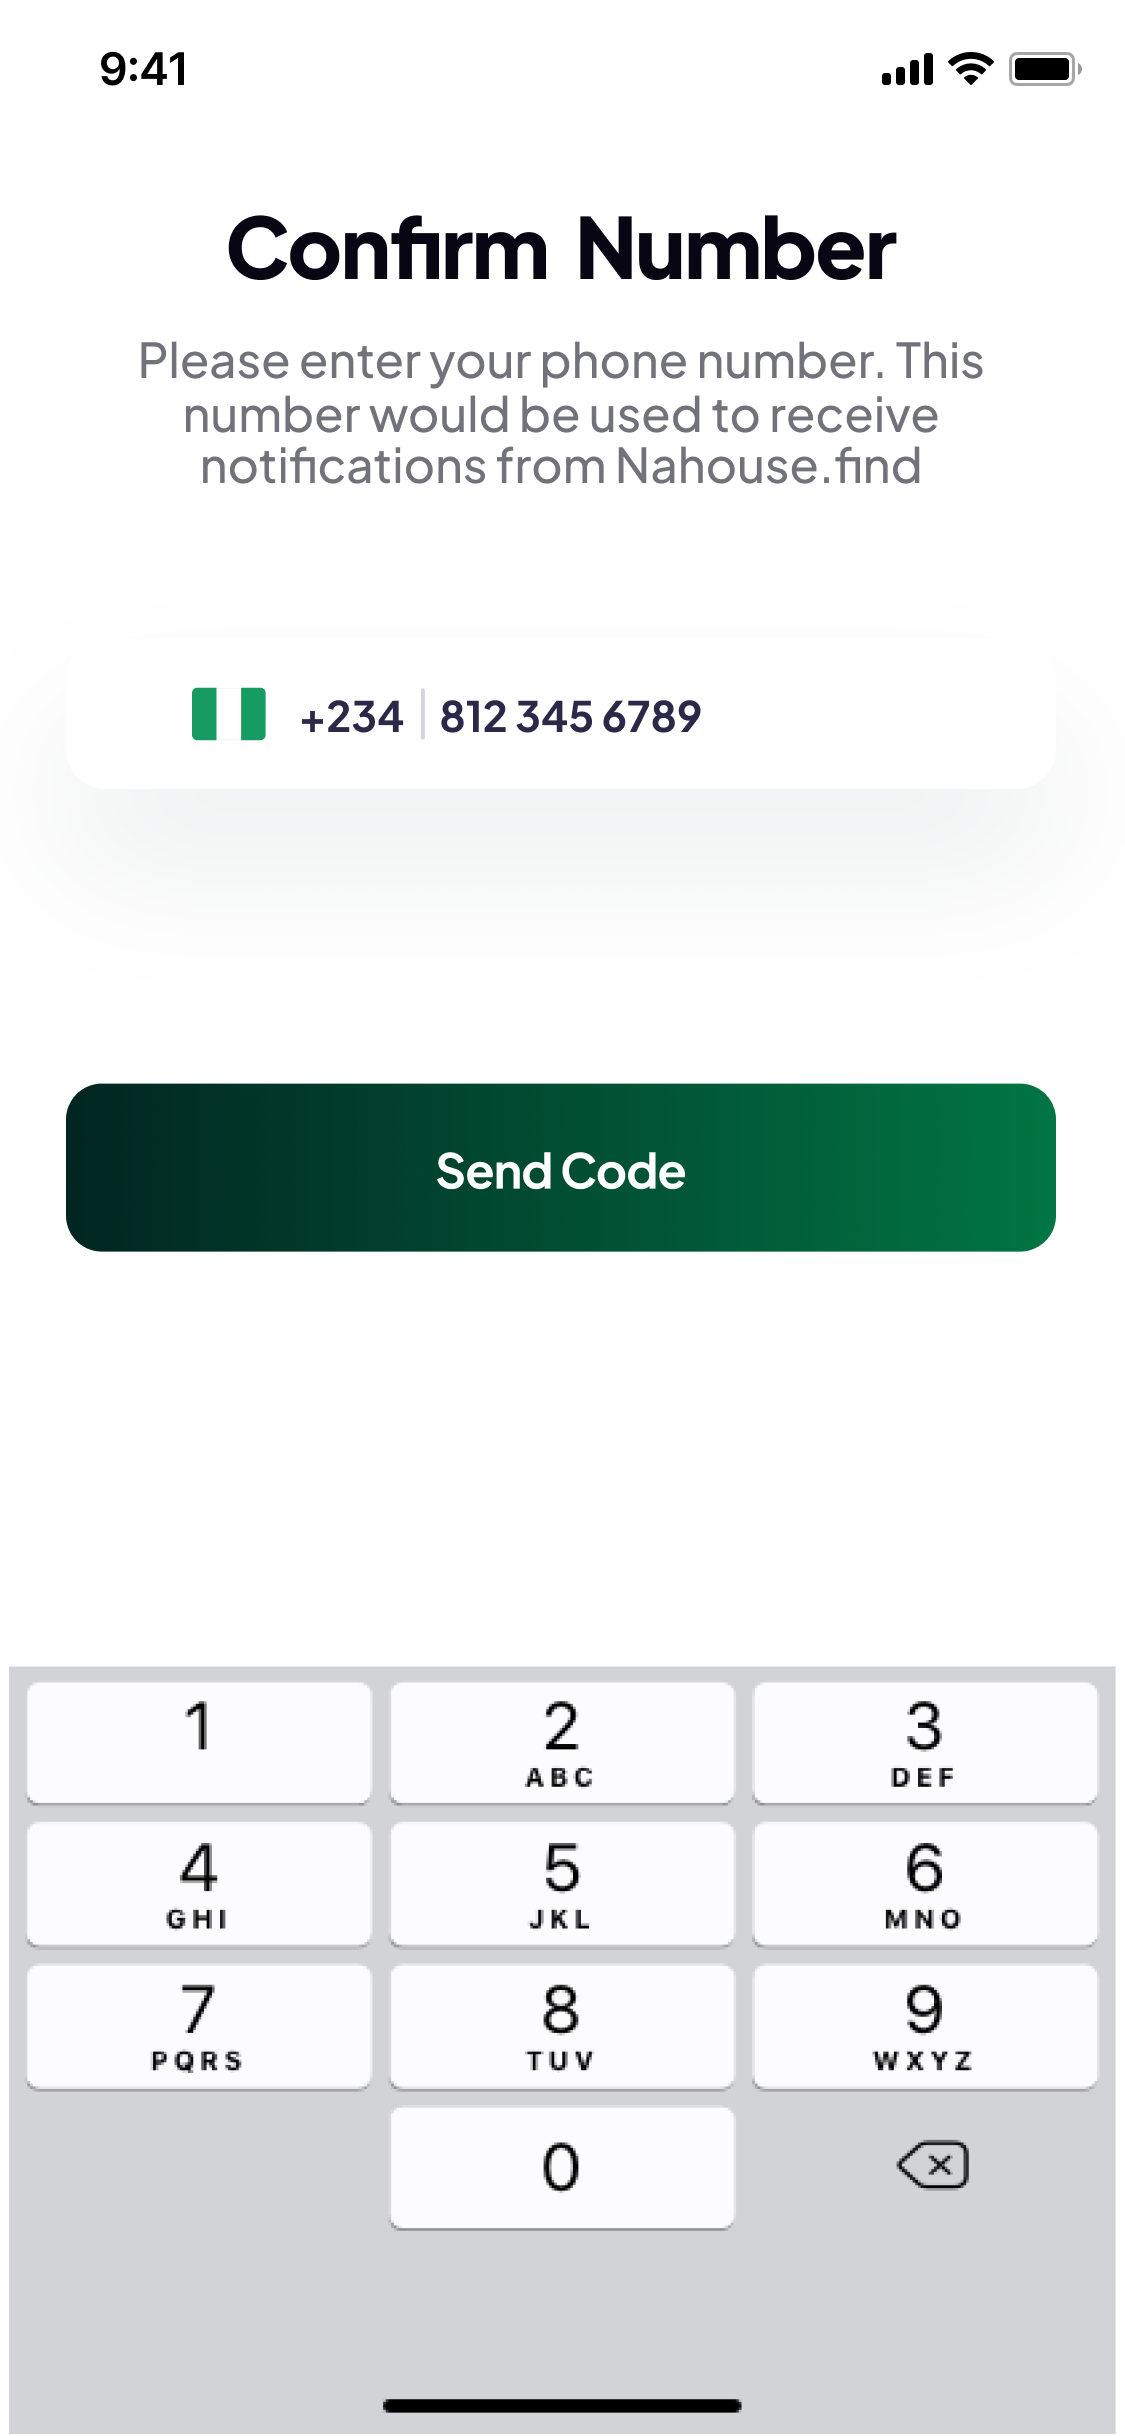 9:41
Confirm Number
Please enter your phone number. This
number would be used to receive
notifications from Nahouse.find
+234 812 345 6789
Send Code
1 2 3
ABC DEF
4 5 6
GHI JKL MNO
7 8 9
PQRS TUV WXYZ
0